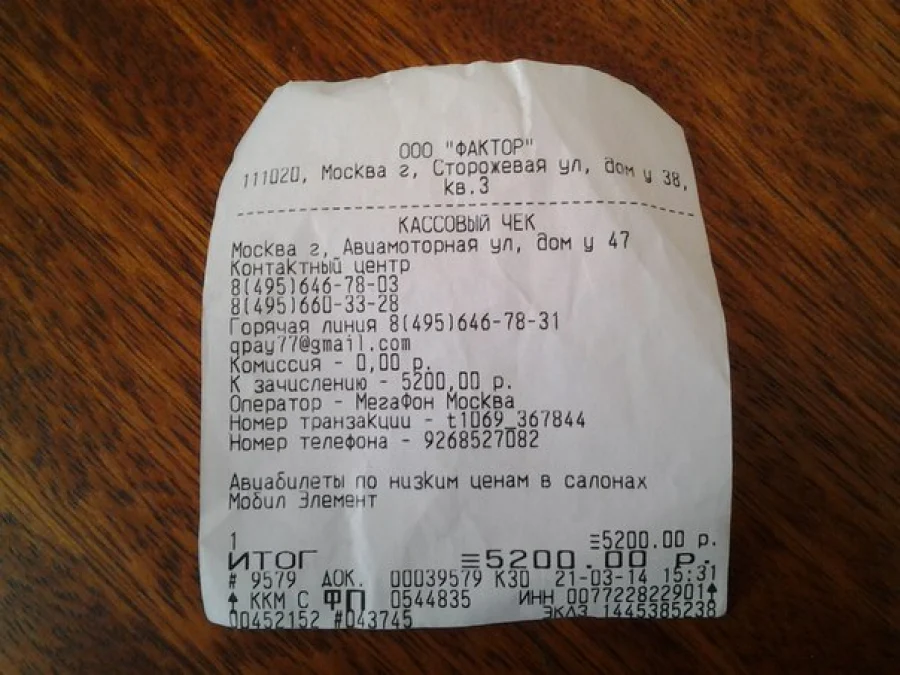 ООО "ФАКТОР"
111020, Москва г, Сторожевая ул, дом у 38,
кв.3
КАССОВЫЙ ЧЕК
Москва г, Авиамоторная ул, дом у 47
Контактный центр
8(495)646-78-03
8(495)660-33-28
Горячая линия 8(495)646-78-31
qpay77@gmail.com
Комиссия - 0,00 р.
К зачислению - 5200,00 р.
Оператор - МегаФон Москва
Номер транзакции - t1069_367844
Номер телефона - 9268527082
Авиабилеты по низким ценам в салонах
Мобил Элемент
1 ≡5200.00 р.
ИТОГ ≡5200.00 р.
# 9579 ДОК. 00039579 К30 21-03-14 15:31
ККМ С ФП 0544835 ИНН 007722822901
00452152 #043745 ЭКЛЗ 1445385238